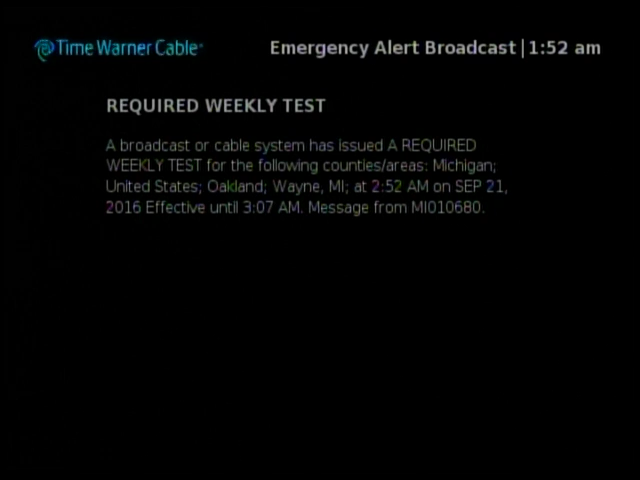 Time Warner Cable
Emergency Alert Broadcast | 1:52 am
REQUIRED WEEKLY TEST
A broadcast or cable system has issued A REQUIRED
WEEKLY TEST for the following counties/areas: Michigan;
United States; Oakland; Wayne, MI; at 2:52 AM on SEP 21,
2016 Effective until 3:07 AM. Message from MI010680.